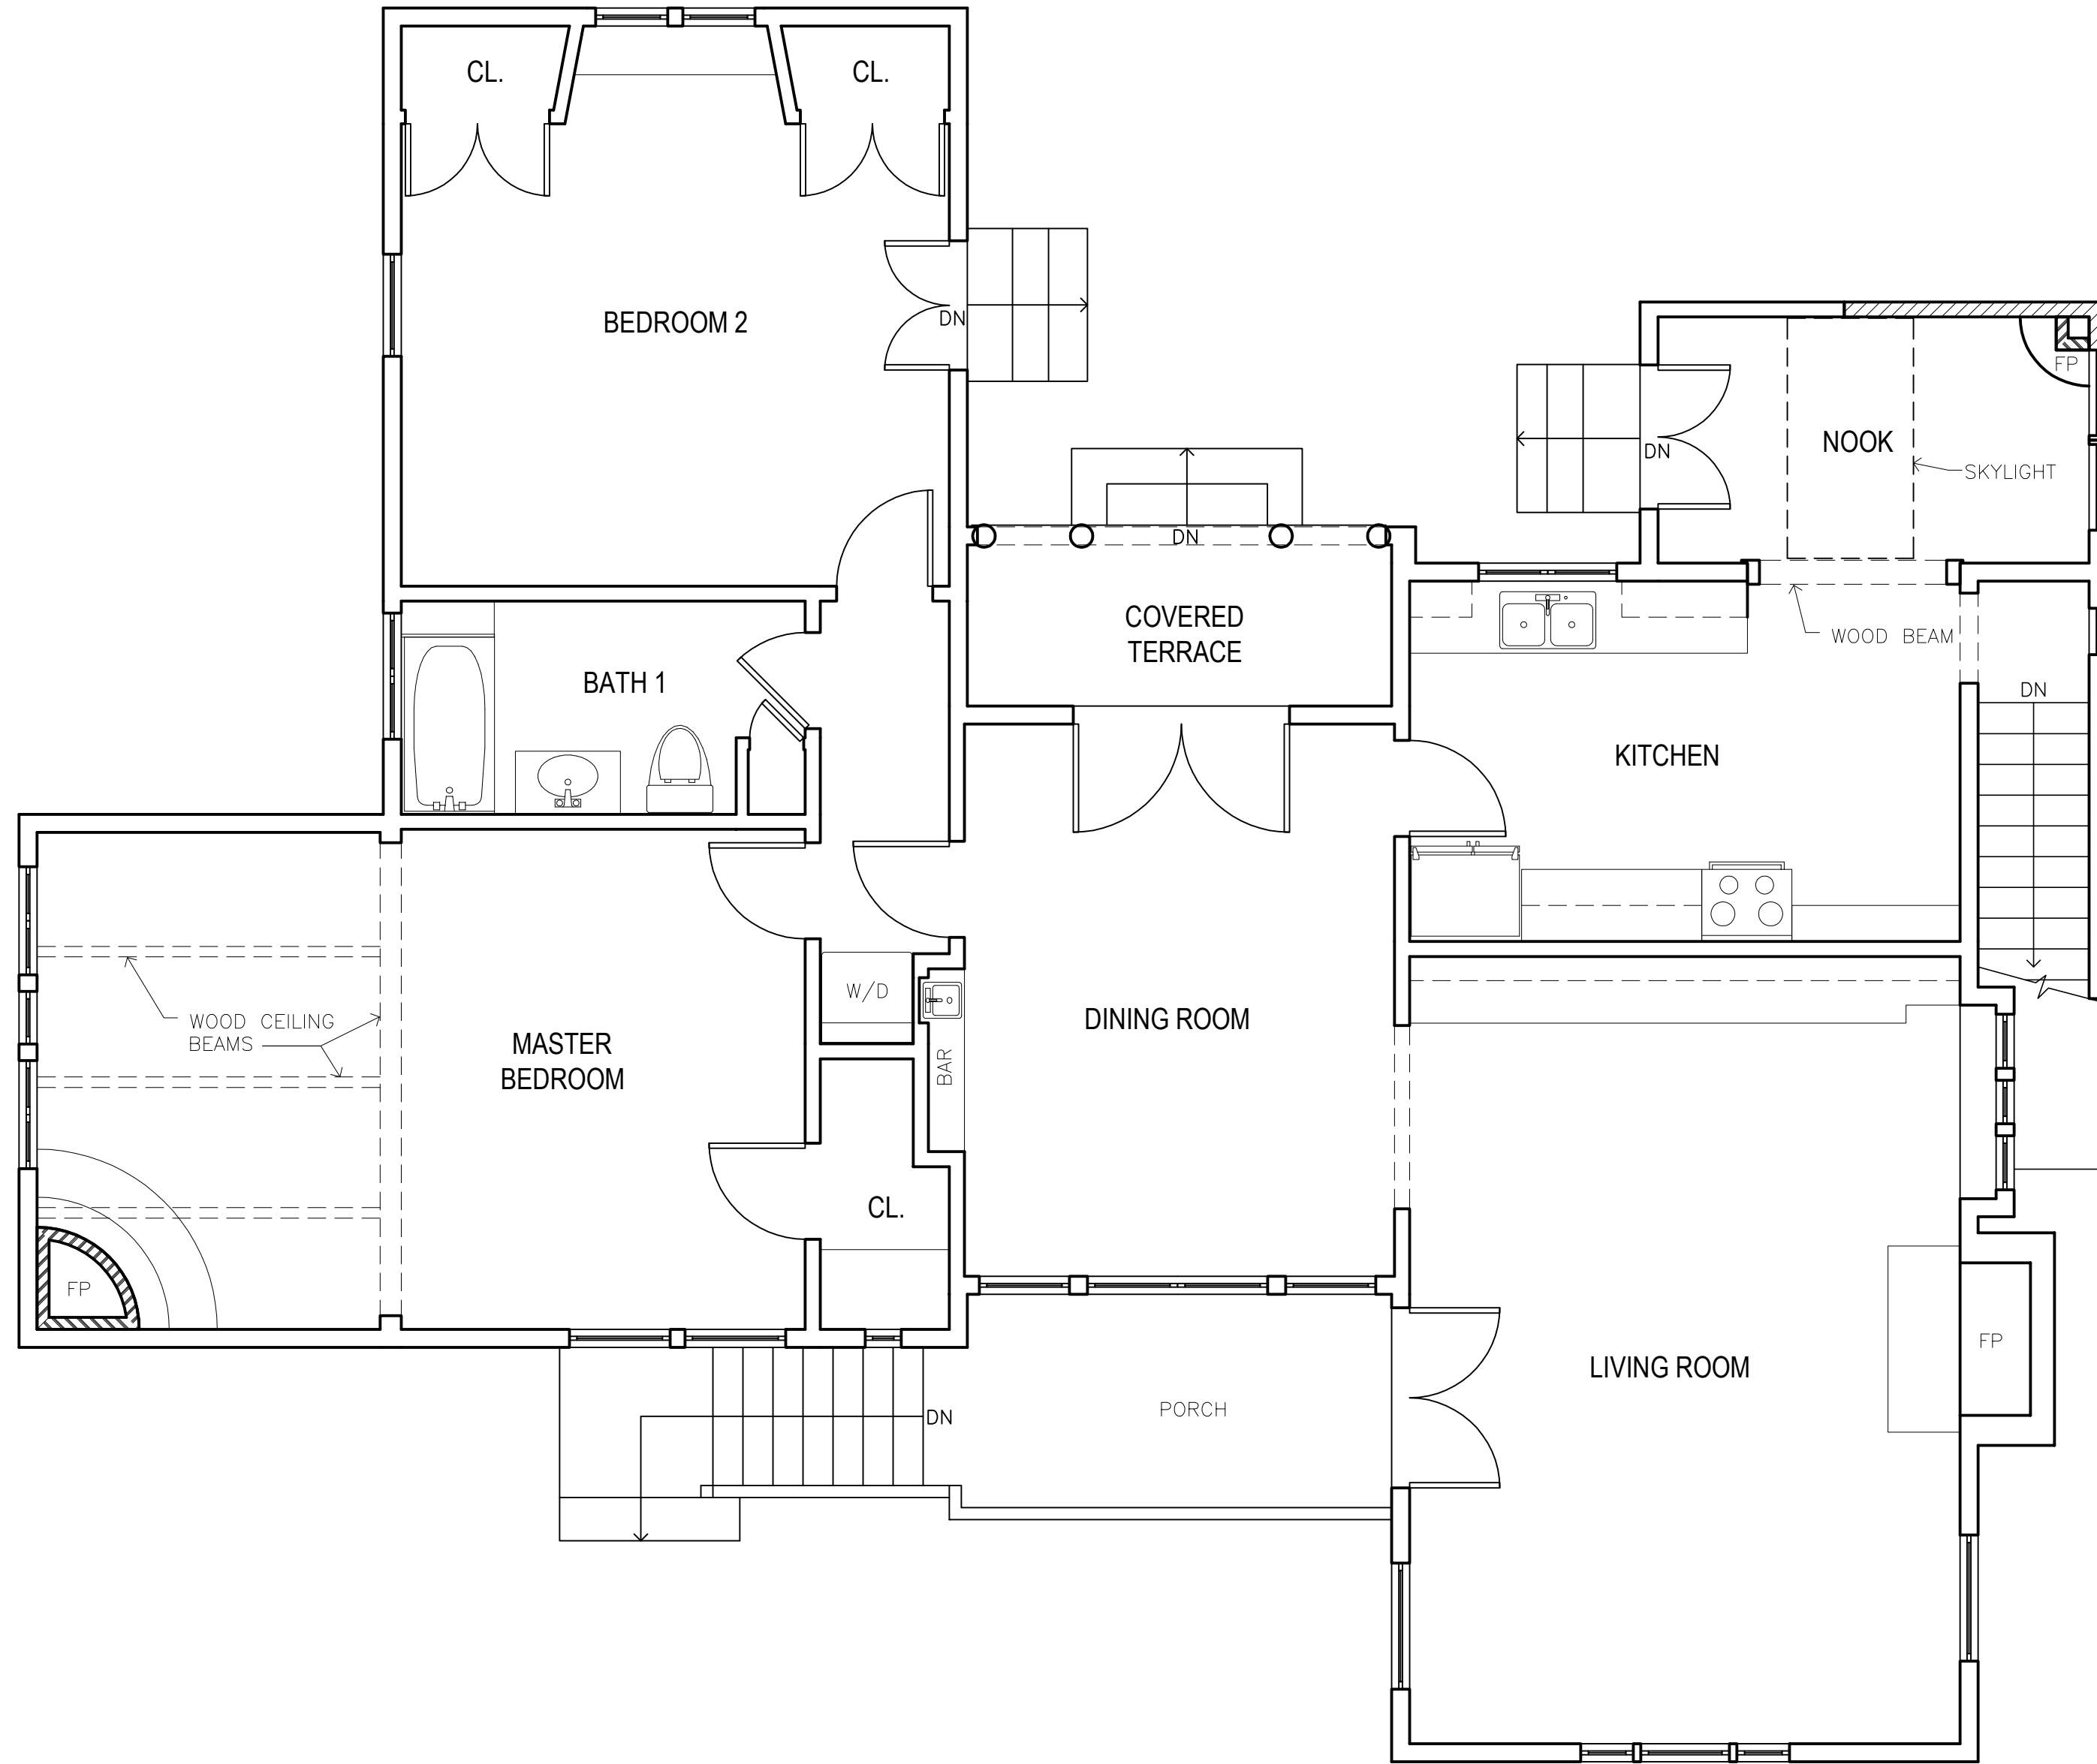 CL.
CL.
BEDROOM 2
DN
NOOK
FP
DN
SKYLIGHT
DN
COVERED
TERRACE
WOOD BEAM
BATH 1
DN
KITCHEN
W/D
WOOD CEILING
BEAMS
MASTER
BEDROOM
DINING ROOM
BAR
CL.
FP
FP
LIVING ROOM
PORCH
DN